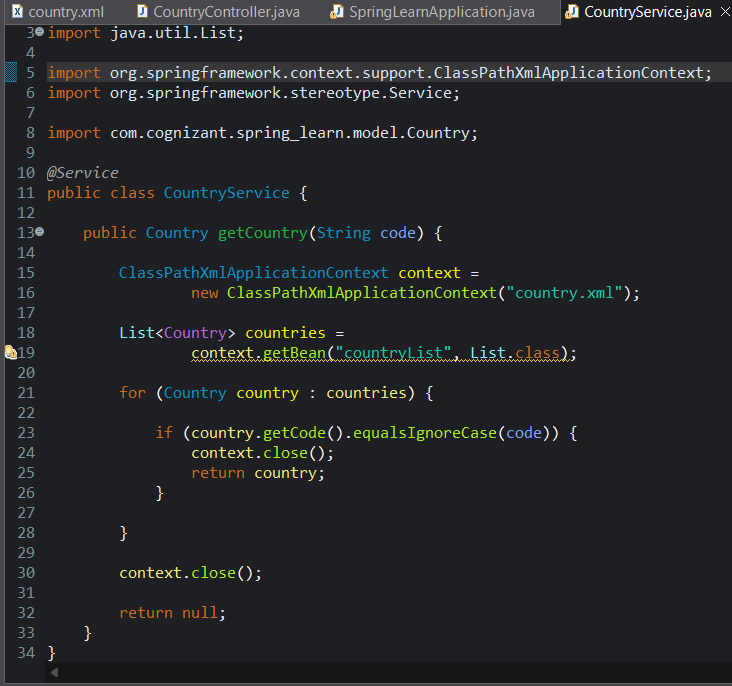 country.xml CountryController.java SpringLearnApplication.java CountryService.java
3 import java.util.List;
4
5 import org.springframework.context.support.ClassPathXmlApplicationContext;
6 import org.springframework.stereotype.Service;
7
8 import com.cognizant.spring_learn.model.Country;
9
10 @Service
11 public class CountryService {
12
13 public Country getCountry(String code) {
14
15 ClassPathXmlApplicationContext context =
16 new ClassPathXmlApplicationContext("country.xml");
17
18 List<Country> countries =
19 context.getBean("countryList", List.class);
20
21 for (Country country : countries) {
22
23 if (country.getCode().equalsIgnoreCase(code)) {
24 context.close();
25 return country;
26 }
27
28 }
29
30 context.close();
31
32 return null;
33 }
34 }